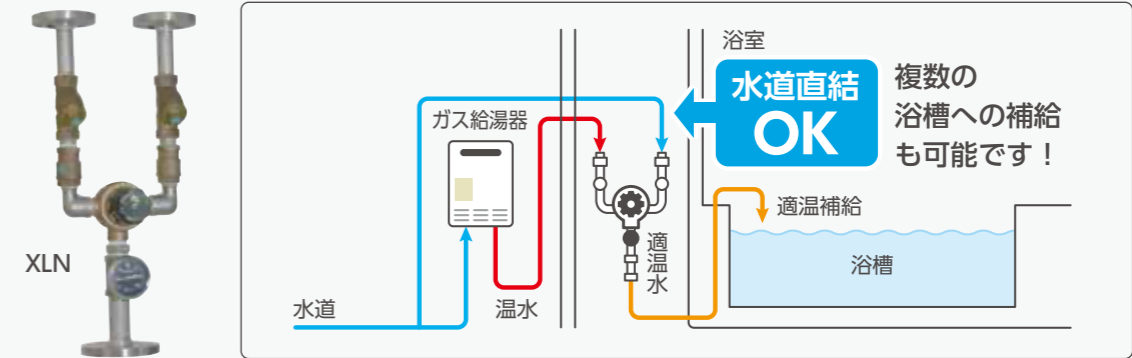 XLN
浴室
水道直結
OK
複数の
浴槽への補給
も可能です！
ガス給湯器
適温補給
適温水
浴槽
水道
温水